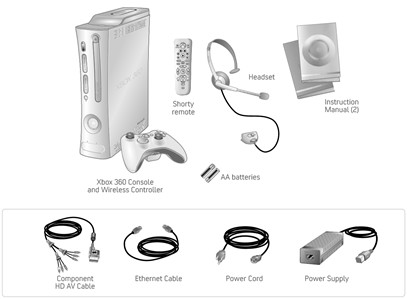 Shorty
remote
Headset
Instruction
Manual (2)
Xbox 360 Console
and Wireless Controller
AA batteries
Component
HD AV Cable
Ethernet Cable
Power Cord
Power Supply